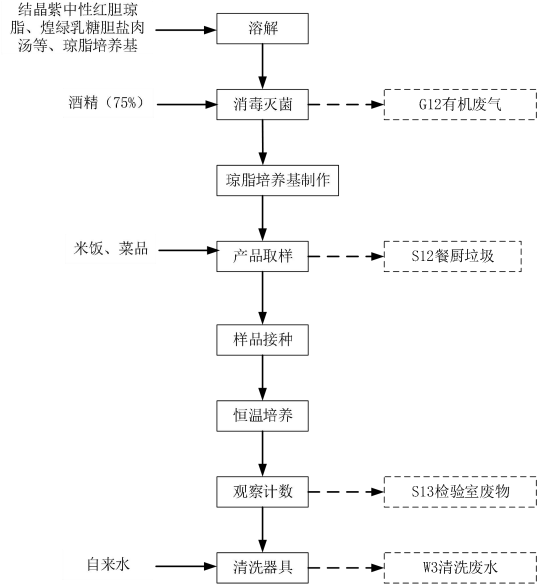 结晶紫中性红胆琼
脂、煌绿乳糖胆盐肉
汤等、琼脂培养基
溶解
酒精（75%）
消毒灭菌
G12有机废气
琼脂培养基制作
米饭、菜品
产品取样
S12餐厨垃圾
样品接种
恒温培养
观察计数
S13检验室废物
自来水
清洗器具
W3清洗废水